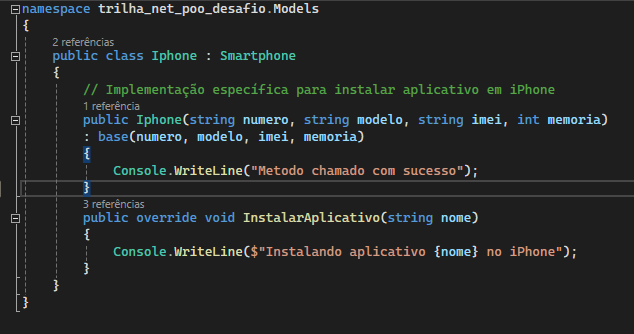 namespace trilha_net_poo_desafio.Models
{
2 referências
public class Iphone : Smartphone
{
// Implementação específica para instalar aplicativo em iPhone
1 referência
public Iphone(string numero, string modelo, string imei, int memoria)
: base(numero, modelo, imei, memoria)
{
Console.WriteLine("Metodo chamado com sucesso");
}
3 referências
public override void InstalarAplicativo(string nome)
{
Console.WriteLine($"Instalando aplicativo {nome} no iPhone");
}
}
}